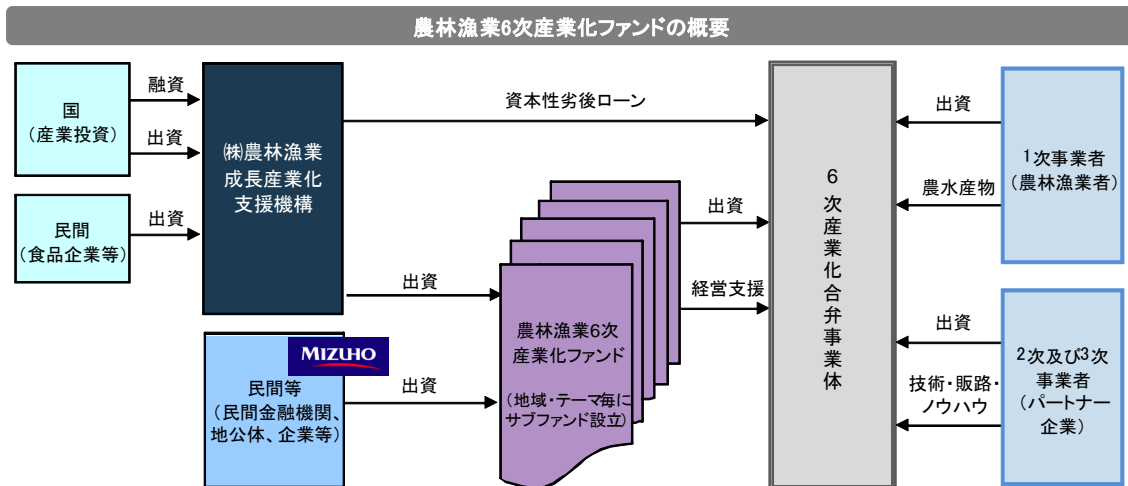 農林漁業6次産業化ファンドの概要
国
(産業投資)
融資
出資
民間
(食品企業等)
出資
㈱農林漁業
成長産業化
支援機構
資本性劣後ローン
出資
MIZUHO
民間等
(民間金融機関、
地公体、企業等)
出資
農林漁業6次
産業化ファンド
(地域・テーマ毎に
サブファンド設立)
出資
経営支援
6次産業化合弁事業体
出資
農水産物
1次事業者
(農林漁業者)
出資
技術・販路・
ノウハウ
2次及び3次
事業者
(パートナー
企業)